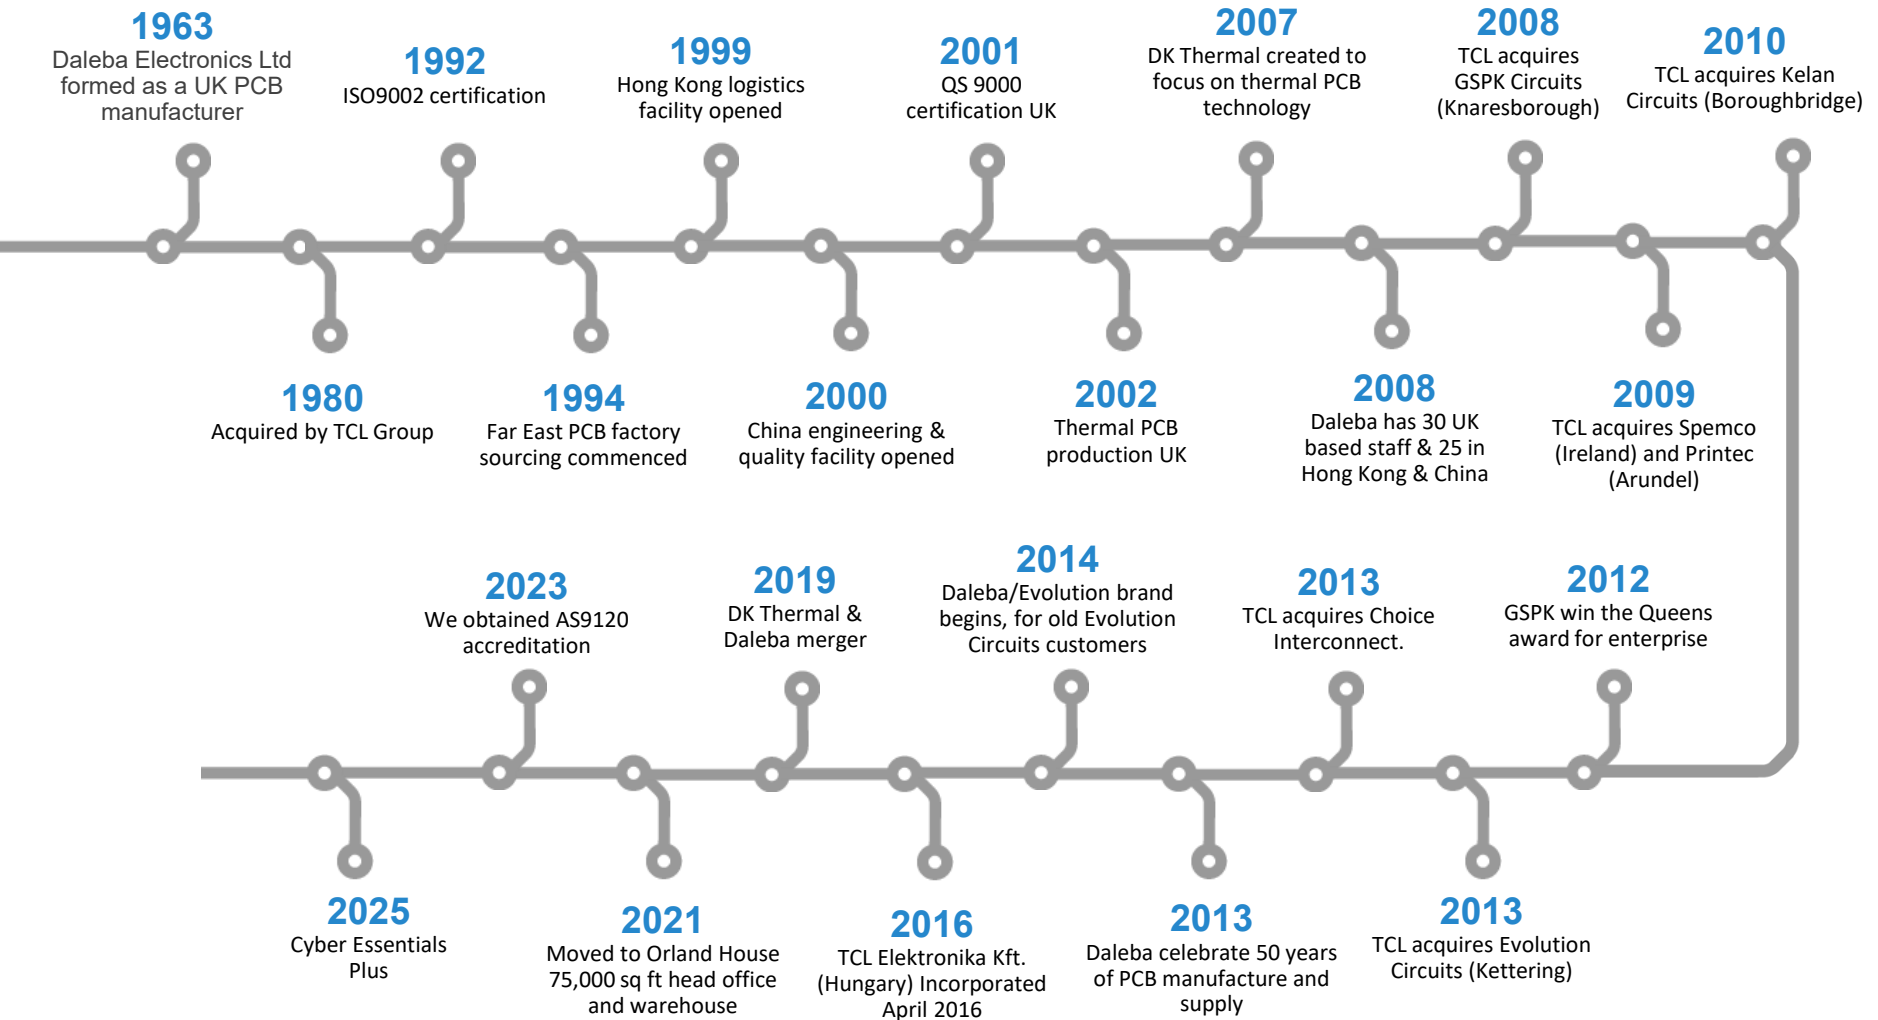 1963
Daleba Electronics Ltd
formed as a UK PCB
manufacturer
1980
Acquired by TCL Group
1992
ISO9002 certification
1994
Far East PCB factory
sourcing commenced
1999
Hong Kong logistics
facility opened
2000
China engineering &
quality facility opened
2001
QS 9000
certification UK
2002
Thermal PCB
production UK
2007
DK Thermal created to
focus on thermal PCB
technology
2008
Daleba has 30 UK
based staff & 25 in
Hong Kong & China
2008
TCL acquires
GSPK Circuits
(Knaresborough)
2009
TCL acquires Spemco
(Ireland) and Printec
(Arundel)
2010
TCL acquires Kelan
Circuits (Boroughbridge)
2012
GSPK win the Queens
award for enterprise
2013
TCL acquires Evolution
Circuits (Kettering)
2013
TCL acquires Choice
Interconnect.
2013
Daleba celebrate 50 years
of PCB manufacture and
supply
2014
Daleba/Evolution brand
begins, for old Evolution
Circuits customers
2016
TCL Elektronika Kft.
(Hungary) Incorporated
April 2016
2019
DK Thermal &
Daleba merger
2021
Moved to Orland House
75,000 sq ft head office
and warehouse
2023
We obtained AS9120
accreditation
2025
Cyber Essentials
Plus